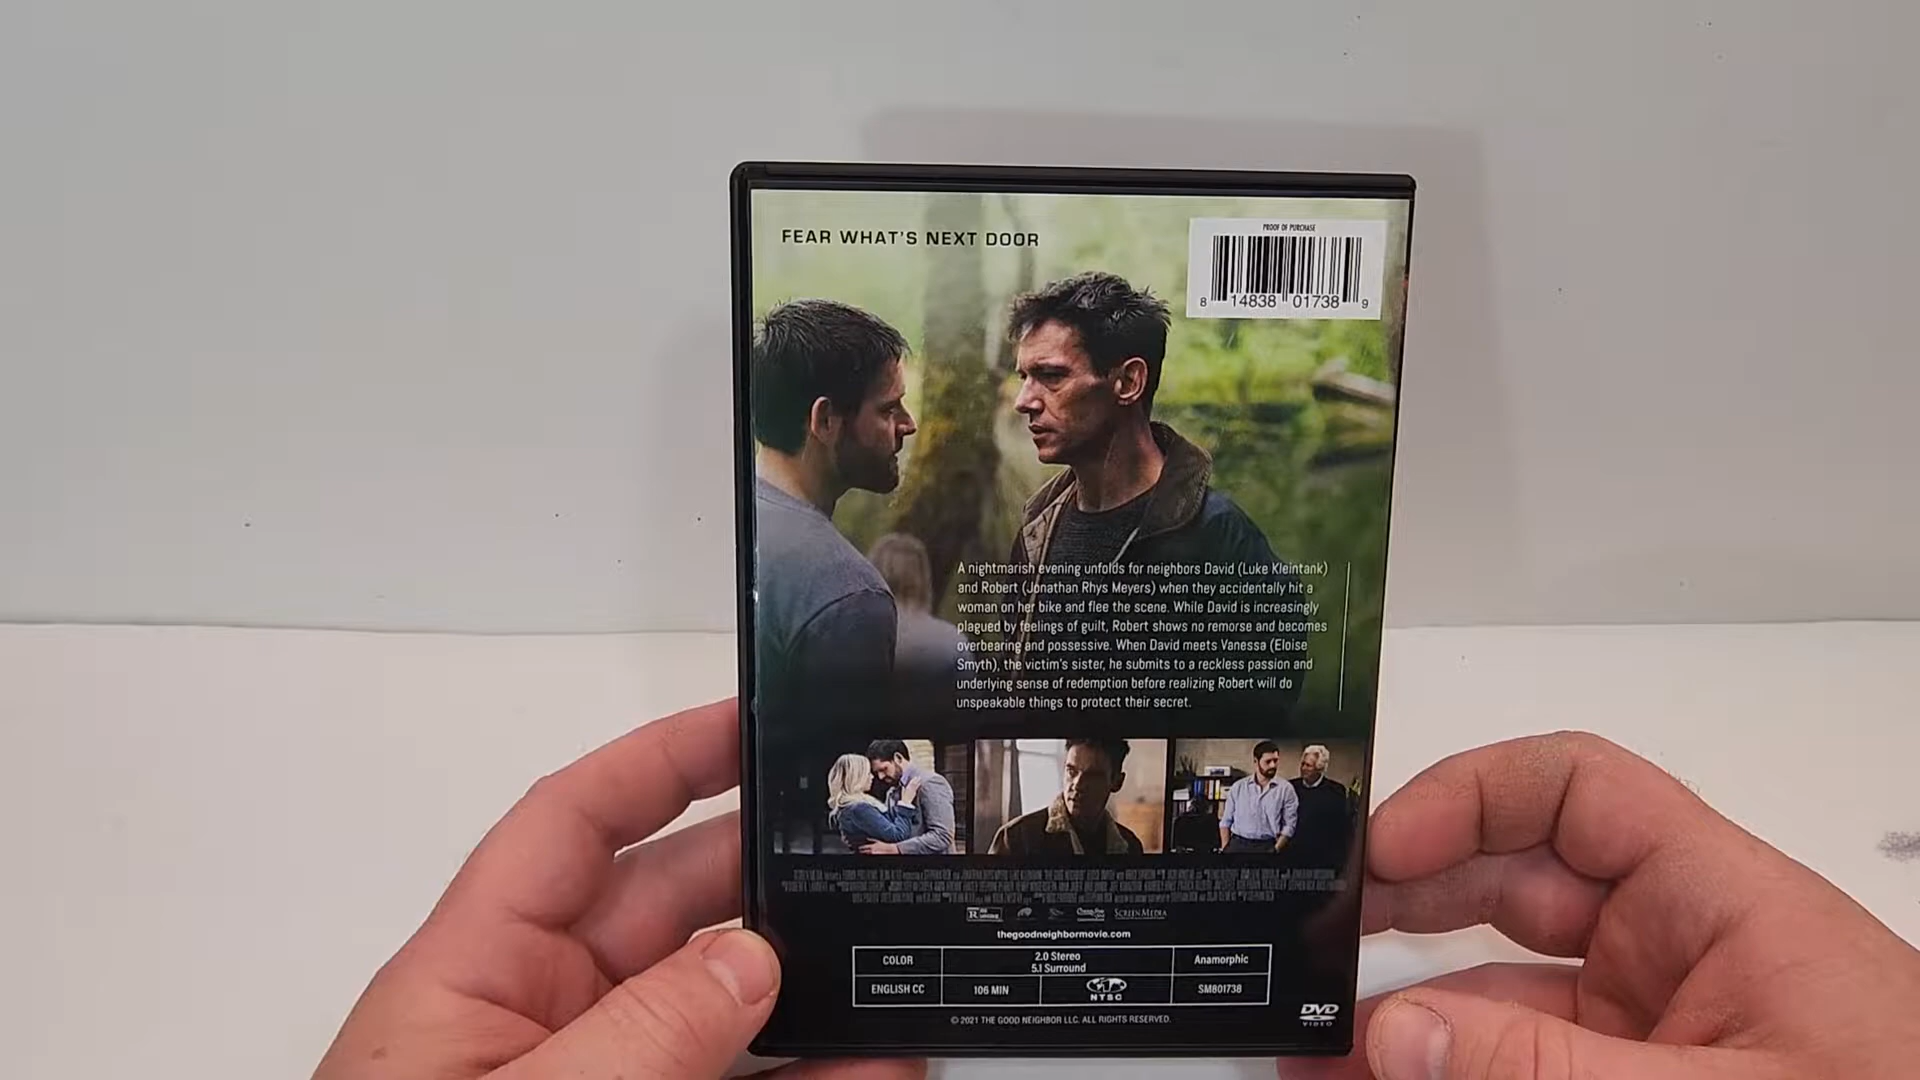 FEAR WHAT'S NEXT DOOR
PROOF OF PURCHASE
8 14838 01738 9
A nightmarish evening unfolds for neighbors David (Luke Kleintank)
and Robert (Jonathan Rhys Meyers) when they accidentally hit a
woman on her bike and flee the scene. While David is increasingly
plagued by feelings of guilt, Robert shows no remorse and becomes
overbearing and possessive. When David meets Vanessa (Eloise
Smyth), the victim's sister, he submits to a reckless passion and
underlying sense of redemption before realizing Robert will do
unspeakable things to protect their secret.
R
SCREEN MEDIA
thegoodneighbormovie.com
COLOR
2.0 Stereo
5.1 Surround
Anamorphic
ENGLISH CC
106 MIN
NTSC
SM801738
© 2021 THE GOOD NEIGHBOR LLC. ALL RIGHTS RESERVED.
DVD
VIDEO